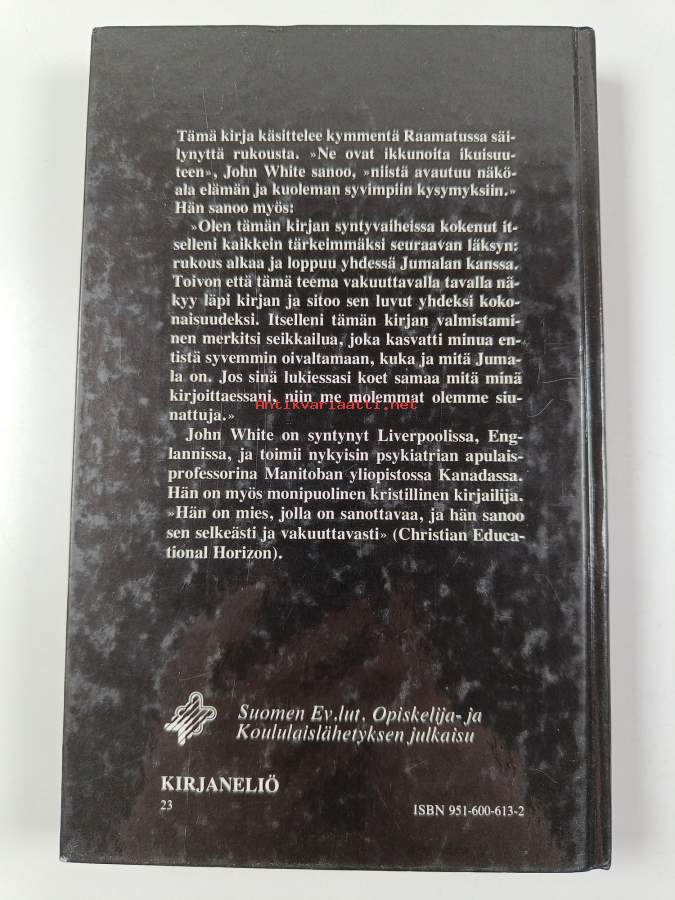 Tämä kirja käsittelee kymmentä Raamatussa säi-
lynyttä rukousta. »Ne ovat ikkunoita ikuisuu-
teen», John White sanoo, »niistä avautuu näkö-
ala elämän ja kuoleman syvimpiin kysymyksiin.»
Hän sanoo myös:
»Olen tämän kirjan syntyvaiheissa kokenut it-
selleni kaikkein tärkeimmäksi seuraavan läksyn:
rukous alkaa ja loppuu yhdessä Jumalan kanssa.
Toivon että tämä teema vakuuttavalla tavalla nä-
kyy läpi kirjan ja sitoo sen luvut yhdeksi koko-
naisuudeksi. Itselleni tämän kirjan valmistami-
nen merkitsi seikkailua, joka kasvatti minua en-
tistä syvemmin oivaltamaan, kuka ja mitä Juma-
la on. Jos sinä lukiessasi koet samaa mitä minä
kirjoittaessani, niin me molemmat olemme siu-
Antikvariaatti.net
nattuja.»
John White on syntynyt Liverpoolissa, Eng-
lannissa, ja toimii nykyisin psykiatrian apulais-
professorina Manitoban yliopistossa Kanadassa.
Hän on myös monipuolinen kristillinen kirjailija.
»Hän on mies, jolla on sanottavaa, ja hän sanoo
sen selkeästi ja vakuuttavasti» (Christian Educa-
tional Horizon).
Suomen Ev.lut. Opiskelija- ja
Koululaislähetyksen julkaisu
KIRJANELIÖ
23
ISBN 951-600-613-2